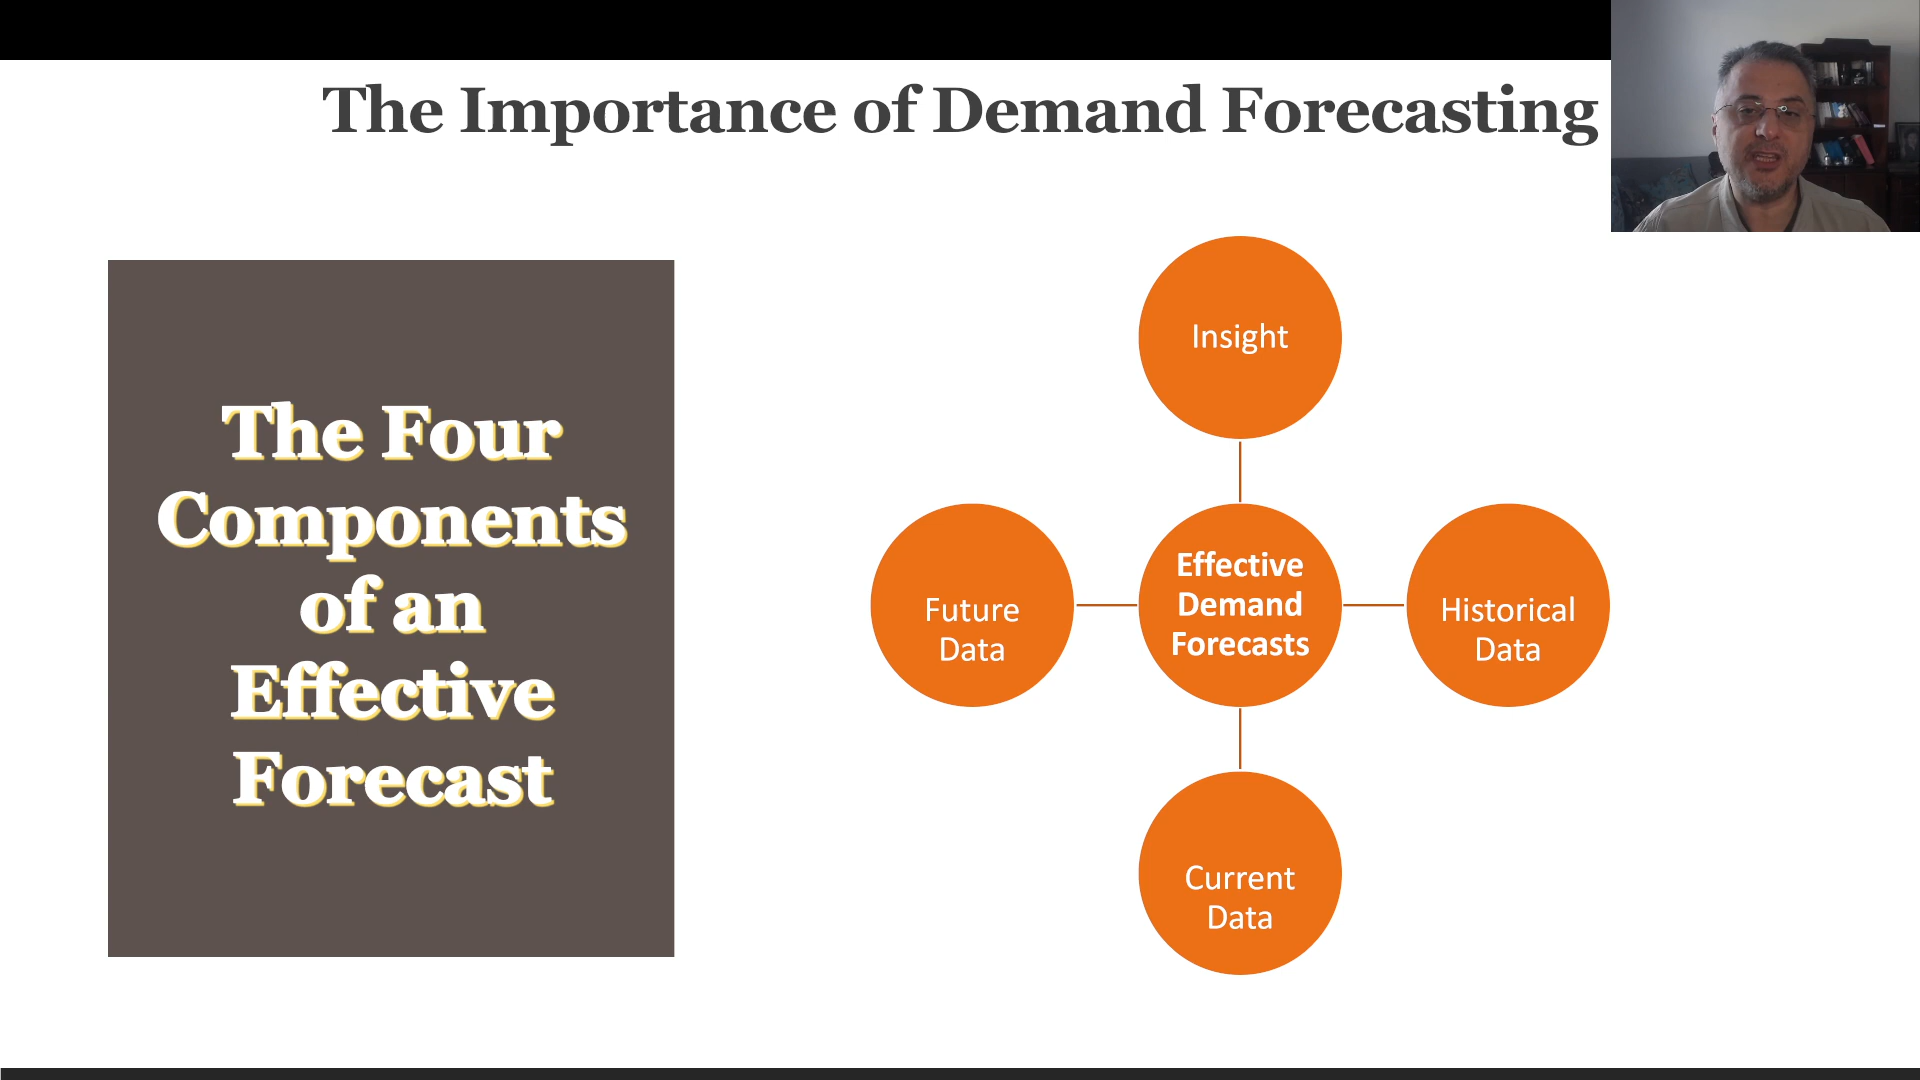 The Importance of Demand Forecasting
The Four
Components
of an
Effective
Forecast
Insight
Future
Data
Effective
Demand
Forecasts
Historical
Data
Current
Data